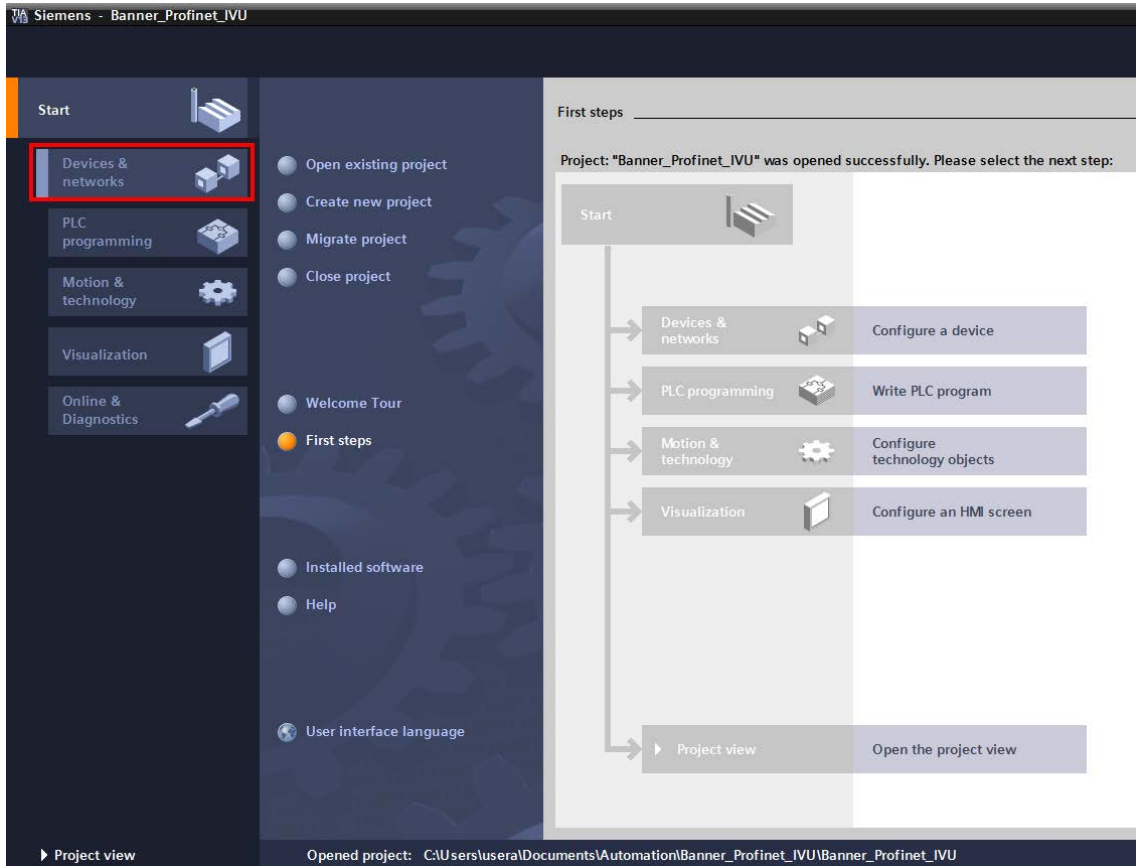 TIA V13 Siemens - Banner_Profinet_IVU
Start
Devices &
networks
PLC
programming
Motion &
technology
Visualization
Online &
Diagnostics
Open existing project
Create new project
Migrate project
Close project
Welcome Tour
First steps
Installed software
Help
User interface language
First steps
Project: "Banner_Profinet_IVU" was opened successfully. Please select the next step:
Start
Devices &
networks
Configure a device
PLC programming
Write PLC program
Motion &
technology
Configure
technology objects
Visualization
Configure an HMI screen
Project view
Open the project view
Project view
Opened project: C:\Users\usera\Documents\Automation\Banner_Profinet_IVU\Banner_Profinet_IVU